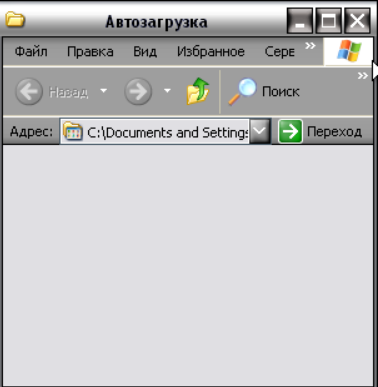 Автозагрузка
Файл Правка Вид Избранное Серв »
Назад Поиск »
Адрес: C:\Documents and Settings Переход